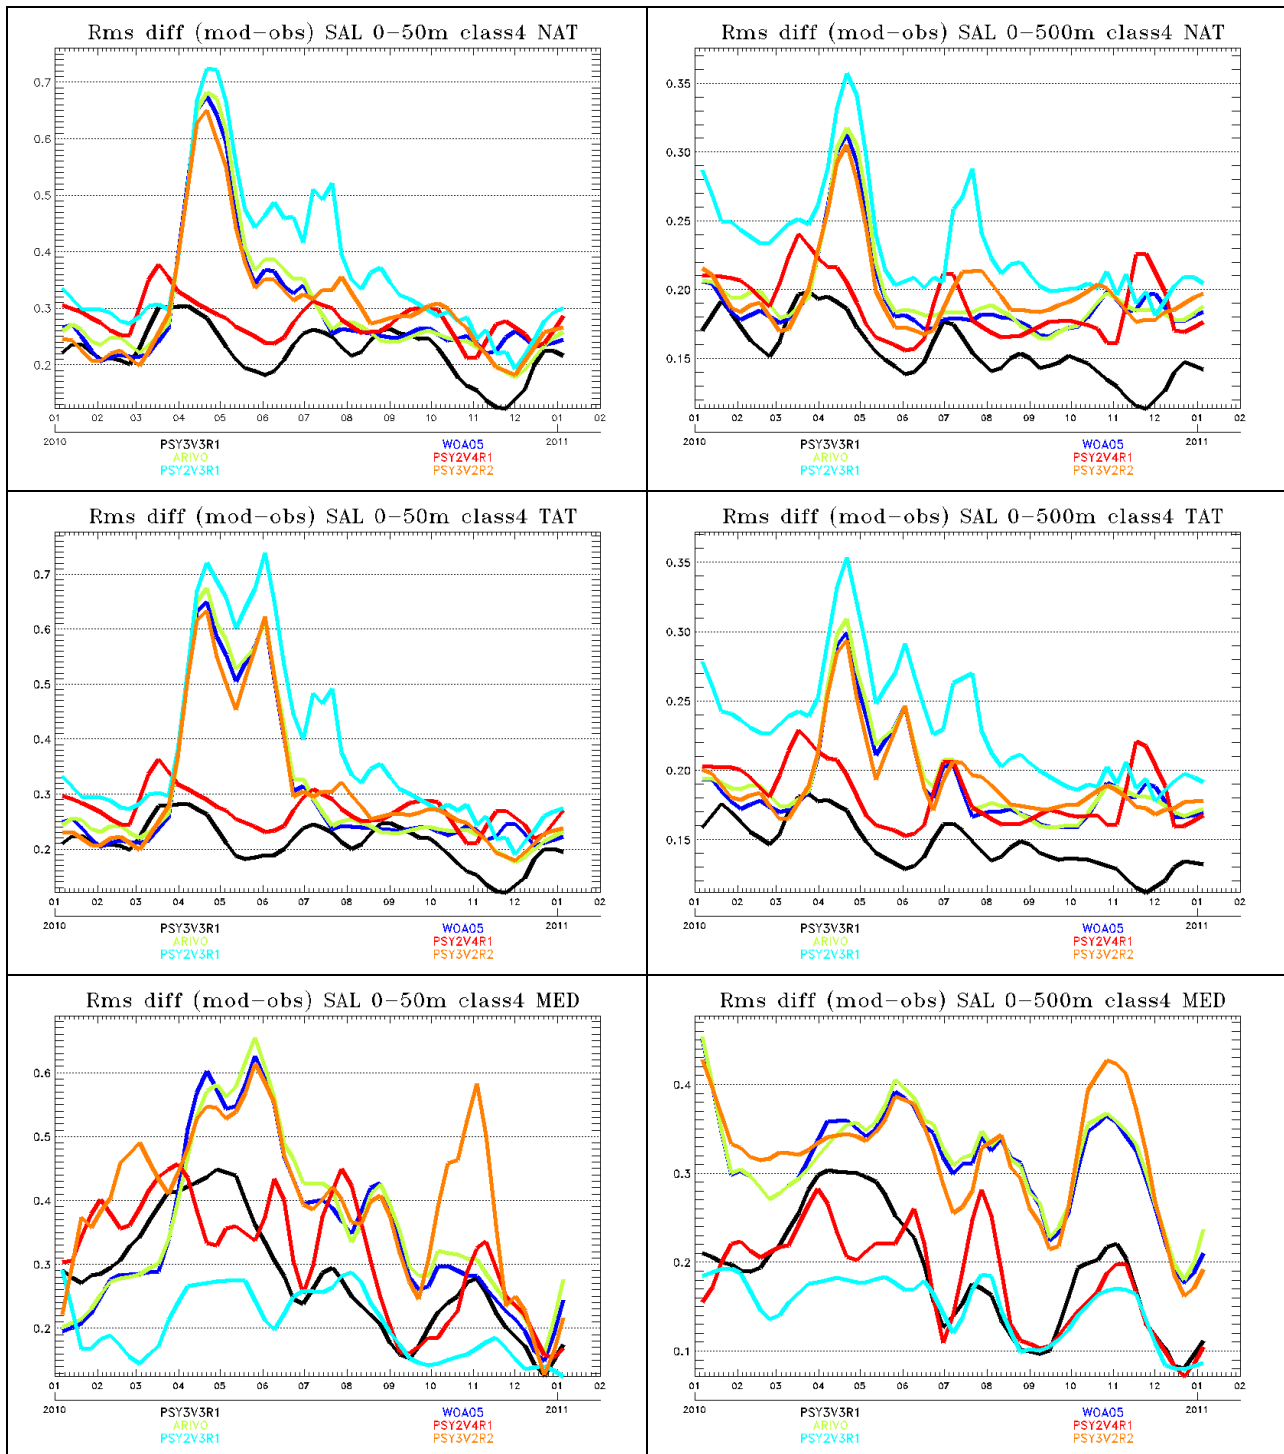 Rms diff (mod-obs) SAL 0-50m class4 NAT
0.7
0.6
0.5
0.4
0.3
0.2
01 02 03 04 05 06 07 08 09 10 11 12 01 02
2010 2011
PSY3V3R1 WOA05
ARIVO PSY2V4R1
PSY2V3R1 PSY3V2R2
Rms diff (mod-obs) SAL 0-500m class4 NAT
0.35
0.30
0.25
0.20
0.15
01 02 03 04 05 06 07 08 09 10 11 12 01 02
2010 2011
PSY3V3R1 WOA05
ARIVO PSY2V4R1
PSY2V3R1 PSY3V2R2
Rms diff (mod-obs) SAL 0-50m class4 TAT
0.7
0.6
0.5
0.4
0.3
0.2
01 02 03 04 05 06 07 08 09 10 11 12 01 02
2010 2011
PSY3V3R1 WOA05
ARIVO PSY2V4R1
PSY2V3R1 PSY3V2R2
Rms diff (mod-obs) SAL 0-500m class4 TAT
0.35
0.30
0.25
0.20
0.15
01 02 03 04 05 06 07 08 09 10 11 12 01 02
2010 2011
PSY3V3R1 WOA05
ARIVO PSY2V4R1
PSY2V3R1 PSY3V2R2
Rms diff (mod-obs) SAL 0-50m class4 MED
0.6
0.5
0.4
0.3
0.2
01 02 03 04 05 06 07 08 09 10 11 12 01 02
2010 2011
PSY3V3R1 WOA05
ARIVO PSY2V4R1
PSY2V3R1 PSY3V2R2
Rms diff (mod-obs) SAL 0-500m class4 MED
0.4
0.3
0.2
0.1
01 02 03 04 05 06 07 08 09 10 11 12 01 02
2010 2011
PSY3V3R1 WOA05
ARIVO PSY2V4R1
PSY2V3R1 PSY3V2R2